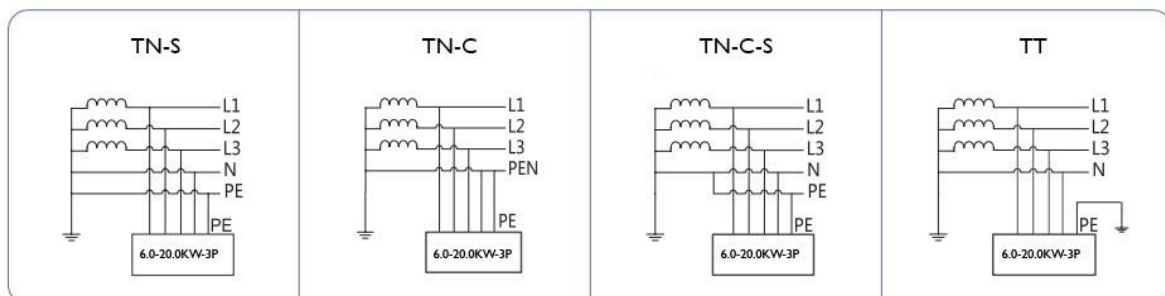 TN-S
L1
L2
L3
N
PE
PE
6.0-20.0KW-3P
TN-C
L1
L2
L3
PEN
PE
6.0-20.0KW-3P
TN-C-S
L1
L2
L3
N
PE
PE
6.0-20.0KW-3P
TT
L1
L2
L3
N
PE
6.0-20.0KW-3P